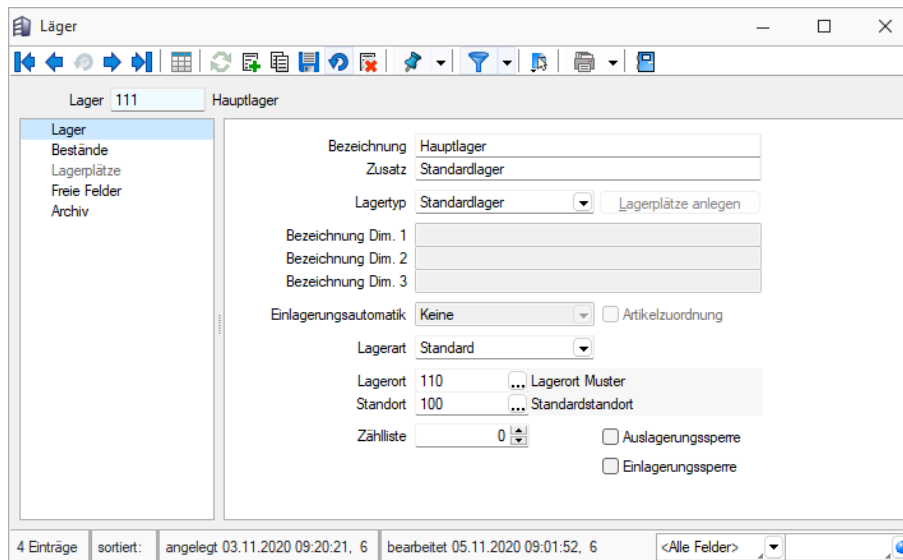 Läger
Lager 111 Hauptlager
Lager
Bestände
Lagerplätze
Freie Felder
Archiv
Bezeichnung Hauptlager
Zusatz Standardlager
Lagertyp Standardlager Lagerplätze anlegen
Bezeichnung Dim. 1
Bezeichnung Dim. 2
Bezeichnung Dim. 3
Einlagerungsautomatik Keine Artikelzuordnung
Lagerart Standard
Lagerort 110 ... Lagerort Muster
Standort 100 ... Standardstandort
Zählliste 0 Auslagerungssperre
Einlagerungssperre
4 Einträge sortiert: angelegt 03.11.2020 09:20:21, 6 bearbeitet 05.11.2020 09:01:52, 6 <Alle Felder>